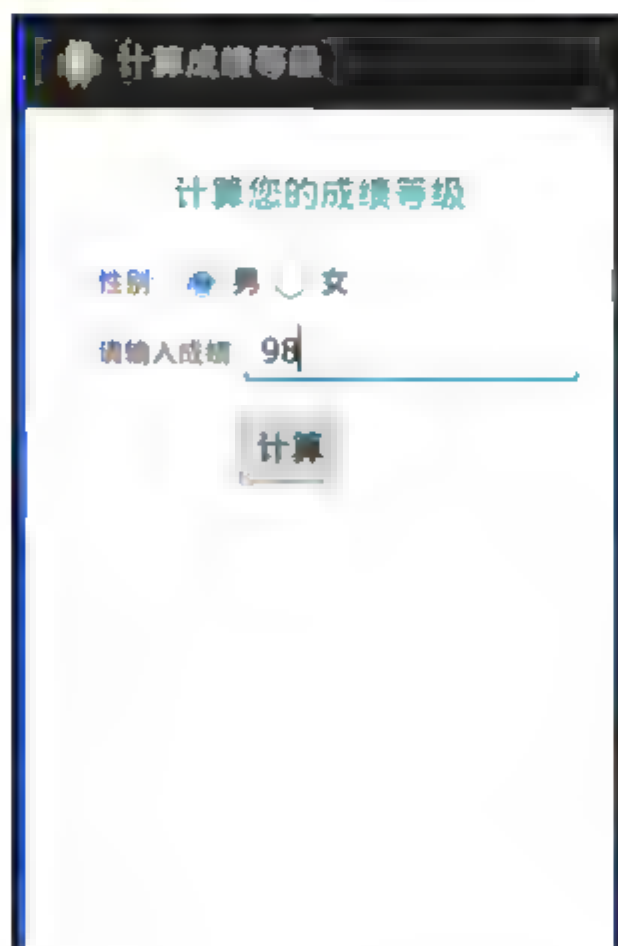 计算成绩等级
计算您的成绩等级
性别 男 女
请输入成绩 98
计算